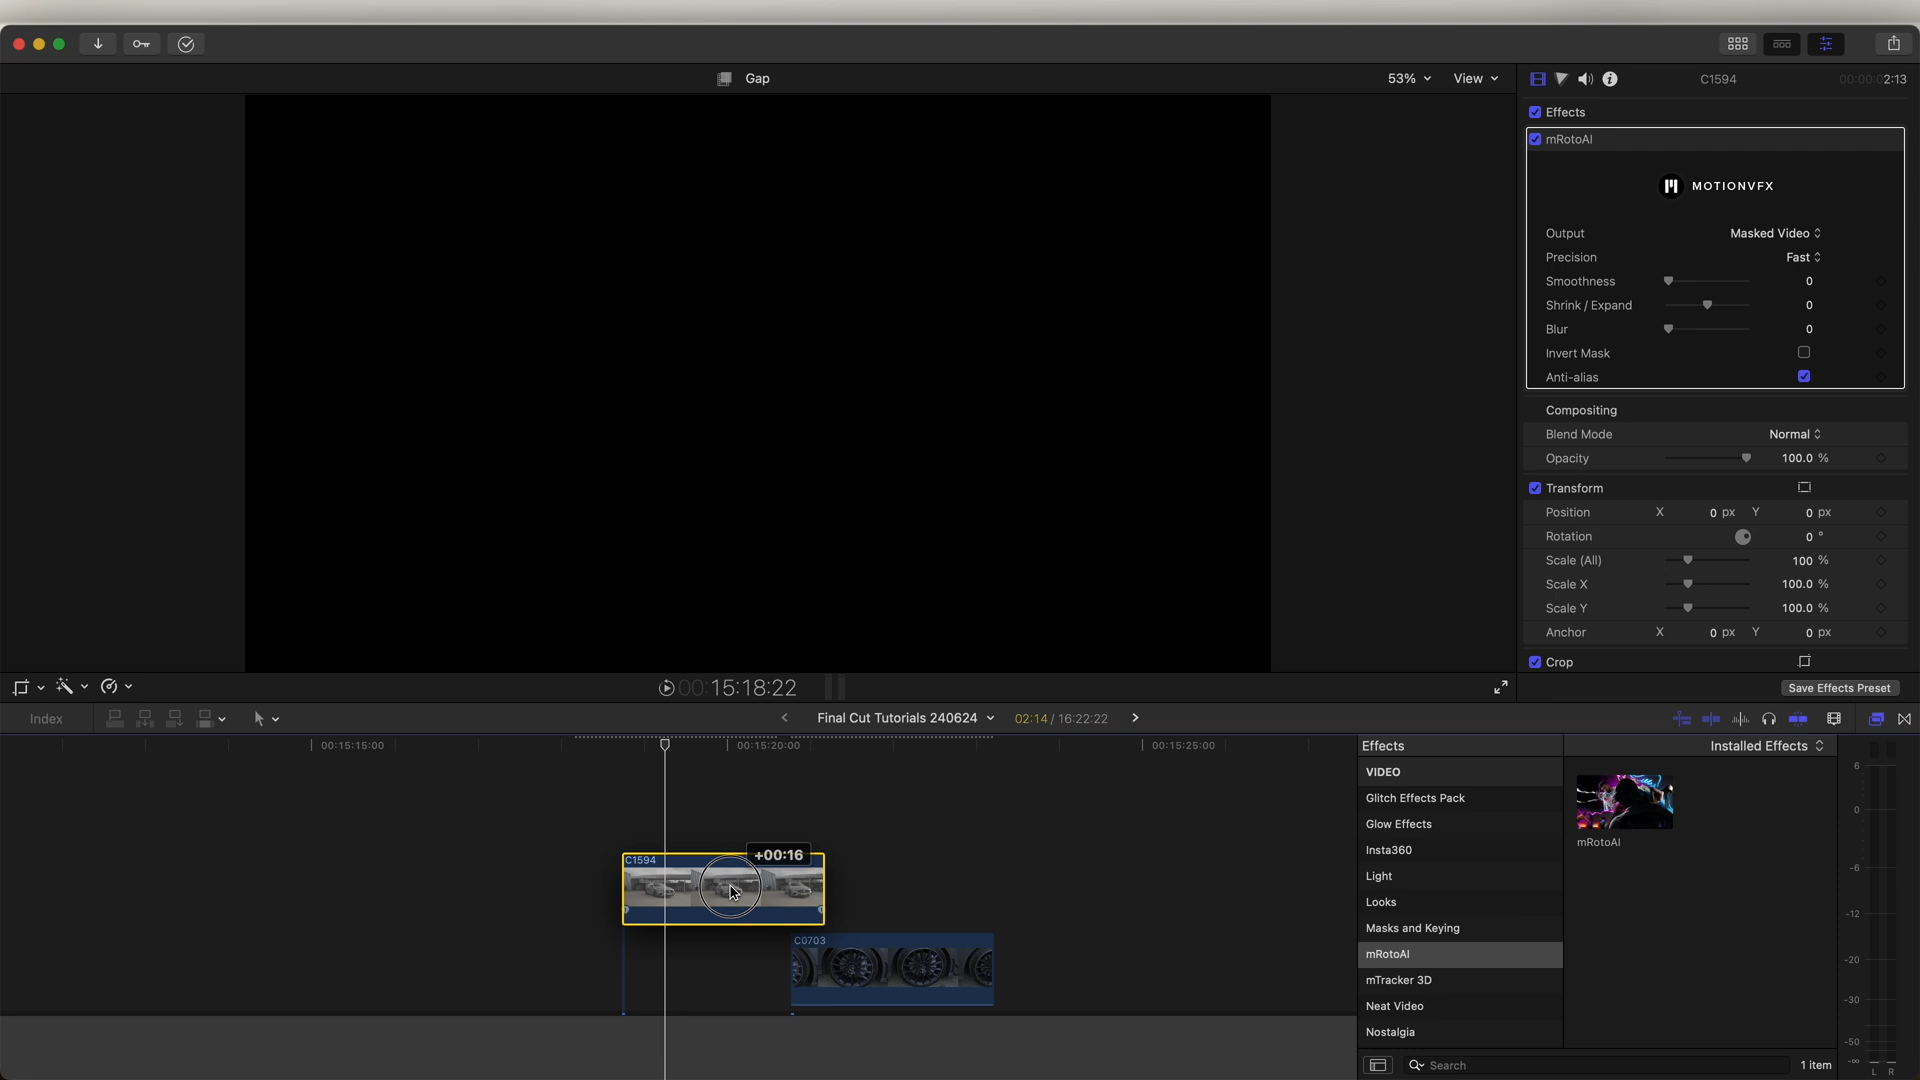 Gap
53%
View
C1594
00:00:02:13
Effects
mRotoAI
MOTIONVFX
Output
Masked Video
Precision
Fast
Smoothness
0
Shrink / Expand
0
Blur
0
Invert Mask
Anti-alias
Compositing
Blend Mode
Normal
Opacity
100.0 %
Transform
Position
X
0 px
Y
0 px
Rotation
0 °
Scale (All)
100 %
Scale X
100.0 %
Scale Y
100.0 %
Anchor
X
0 px
Y
0 px
Crop
Save Effects Preset
00:15:18:22
Index
Final Cut Tutorials 240624
02:14 / 16:22:22
00:15:15:00
00:15:20:00
00:15:25:00
C1594
+00:16
C0703
Effects
Installed Effects
VIDEO
Glitch Effects Pack
Glow Effects
Insta360
Light
Looks
Masks and Keying
mRotoAI
mTracker 3D
Neat Video
Nostalgia
mRotoAI
Search
1 item
6
0
-6
-12
-20
-30
-50
-∞
L R